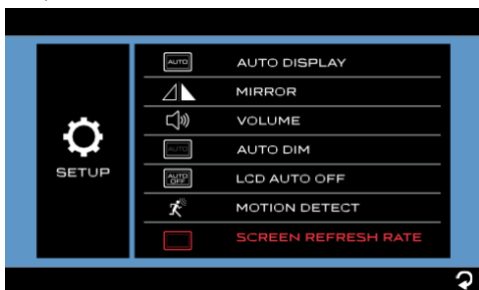 AUTO AUTO DISPLAY
MIRROR
VOLUME
AUTO AUTO DIM
SETUP
AUTO OFF LCD AUTO OFF
MOTION DETECT
SCREEN REFRESH RATE